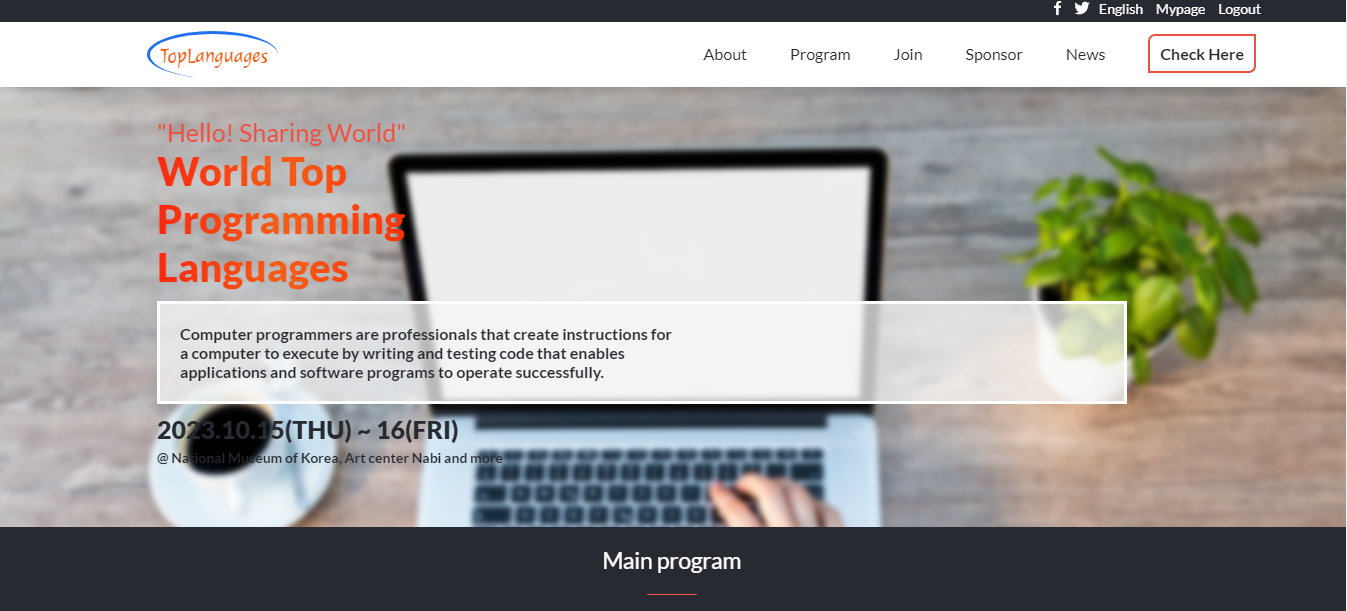 English Mypage Logout
TopLanguages
About Program Join Sponsor News Check Here
"Hello! Sharing World"
World Top
Programming
Languages
Computer programmers are professionals that create instructions for
a computer to execute by writing and testing code that enables
applications and software programs to operate successfully.
2023.10.15(THU) ~ 16(FRI)
@ National Museum of Korea, Art center Nabi and more
Main program